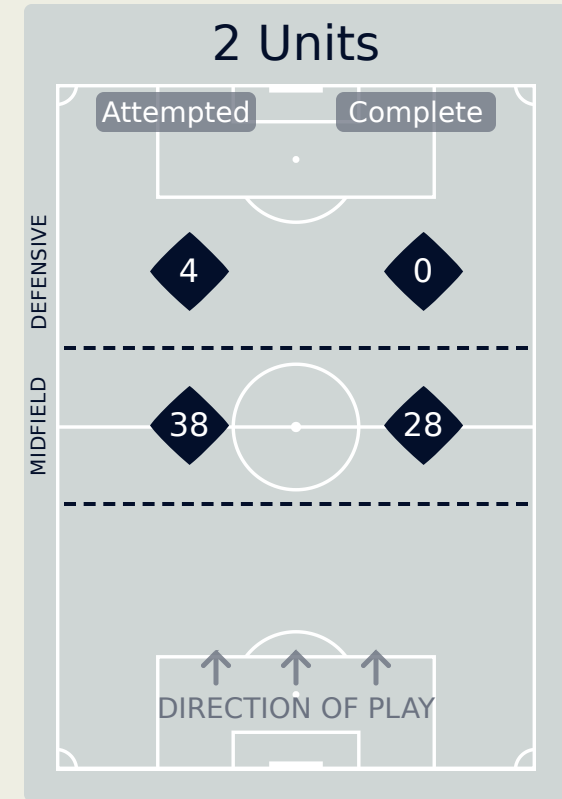 2 Units
Attempted
Complete
DEFENSIVE
4
0
MIDFIELD
38
28
DIRECTION OF PLAY